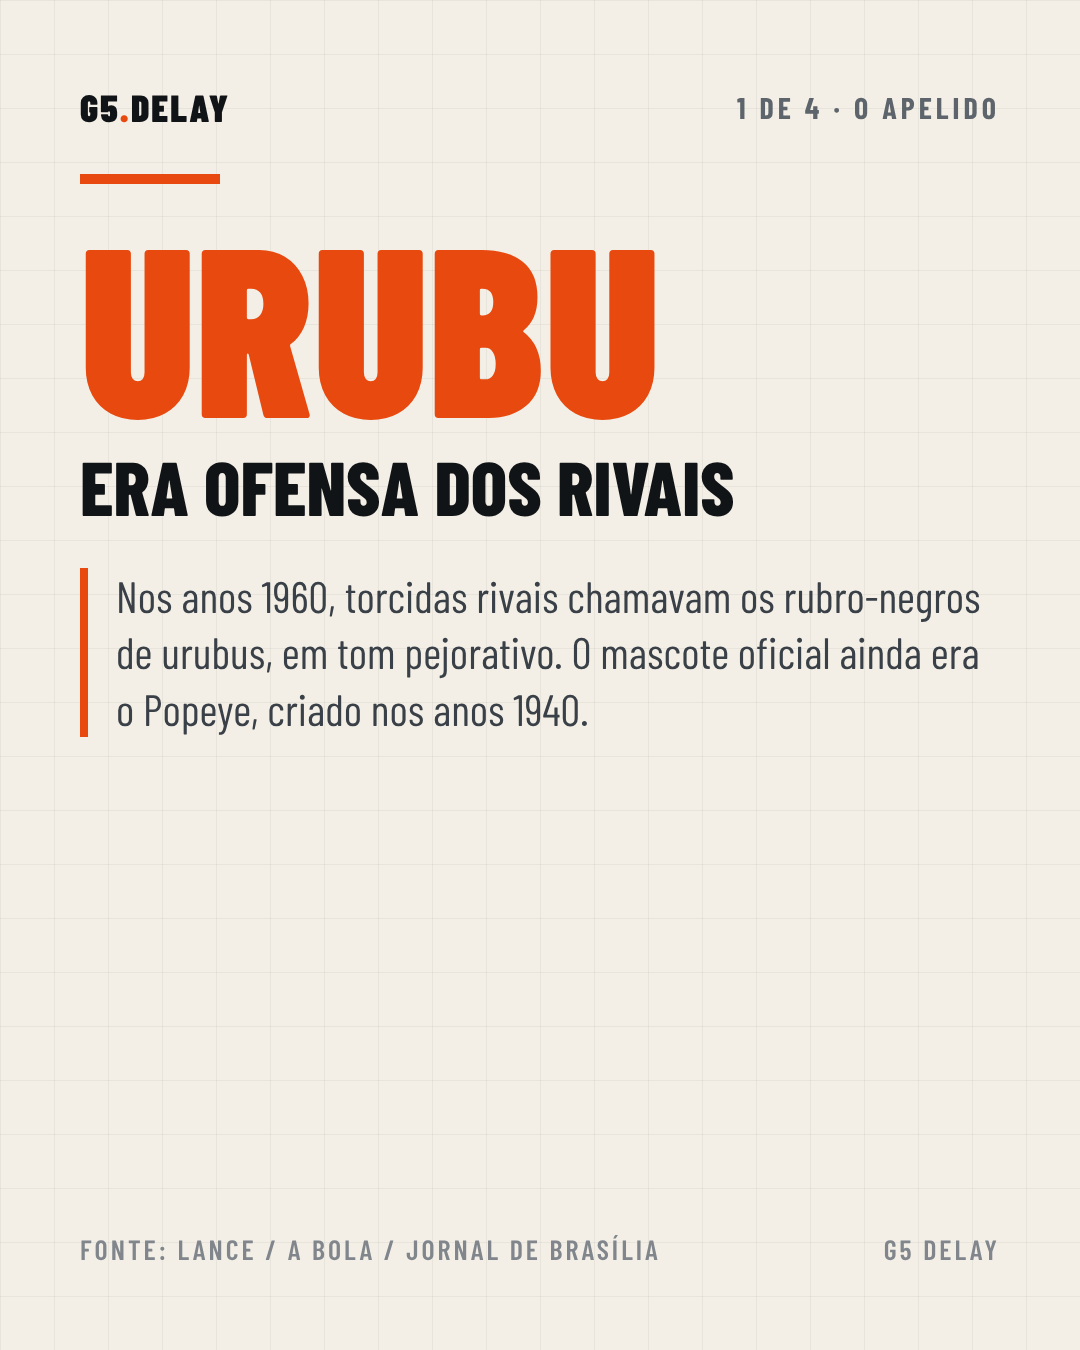 G5.DELAY
1 DE 4 · O APELIDO
URUBU
ERA OFENSA DOS RIVAIS
Nos anos 1960, torcidas rivais chamavam os rubro-negros
de urubus, em tom pejorativo. O mascote oficial ainda era
o Popeye, criado nos anos 1940.
FONTE: LANCE / A BOLA / JORNAL DE BRASÍLIA
G5 DELAY